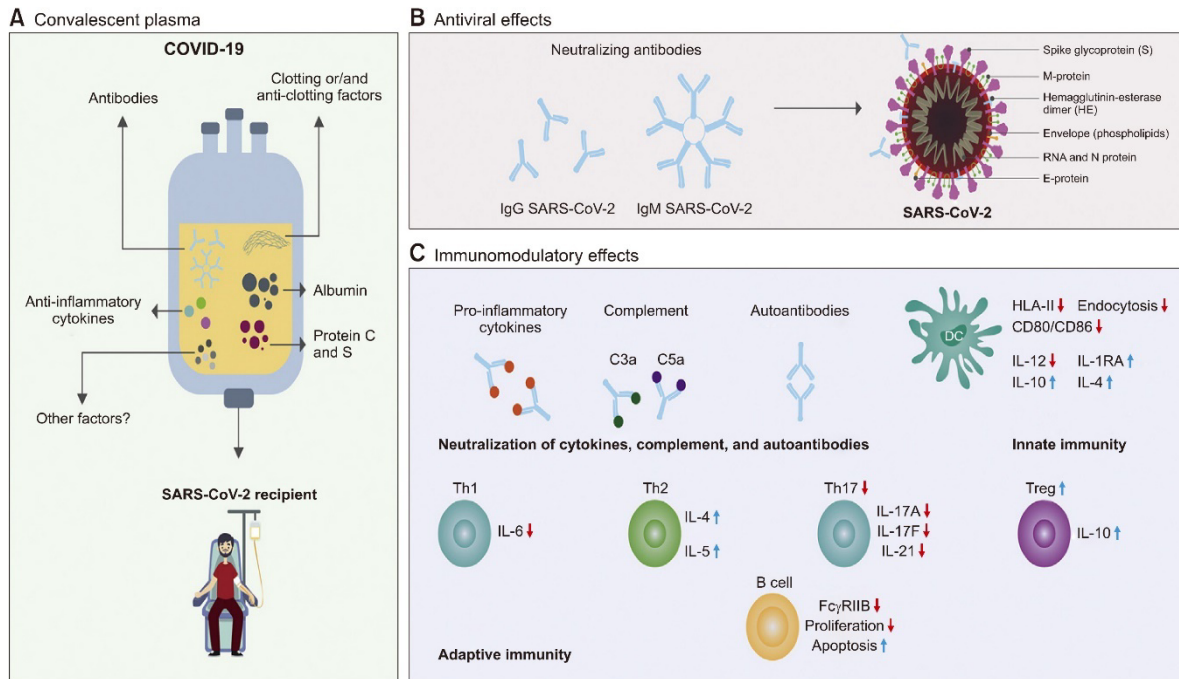 A Convalescent plasma
COVID-19
Antibodies
Clotting or/and
anti-clotting factors
Anti-inflammatory
cytokines
Albumin
Protein C
and S
Other factors?
SARS-CoV-2 recipient
B Antiviral effects
Neutralizing antibodies
IgG SARS-CoV-2
IgM SARS-CoV-2
Spike glycoprotein (S)
M-protein
Hemagglutinin-esterase
dimer (HE)
Envelope (phospholipids)
RNA and N protein
E-protein
SARS-CoV-2
C Immunomodulatory effects
Pro-inflammatory
cytokines
Complement
C3a C5a
Autoantibodies
DC
HLA-II↓ Endocytosis↓
CD80/CD86↓
IL-12↓ IL-1RA↑
IL-10↑ IL-4↑
Neutralization of cytokines, complement, and autoantibodies
Innate immunity
Th1
IL-6↓
Th2
IL-4↑
IL-5↑
Th17↓
IL-17A↓
IL-17F↓
IL-21↓
Treg↑
IL-10↑
B cell
FcγRIIB↓
Proliferation↓
Apoptosis↑
Adaptive immunity